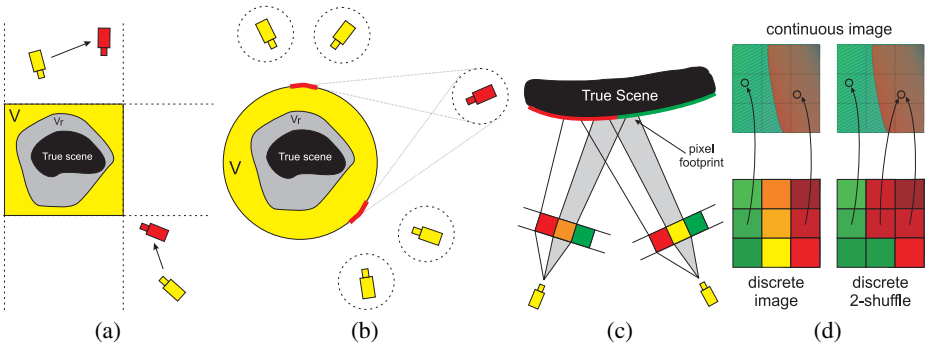 V
Vr
True scene
(a)
V
Vr
True scene
(b)
True Scene
pixel
footprint
(c)
continuous image
discrete
image
discrete
2-shuffle
(d)